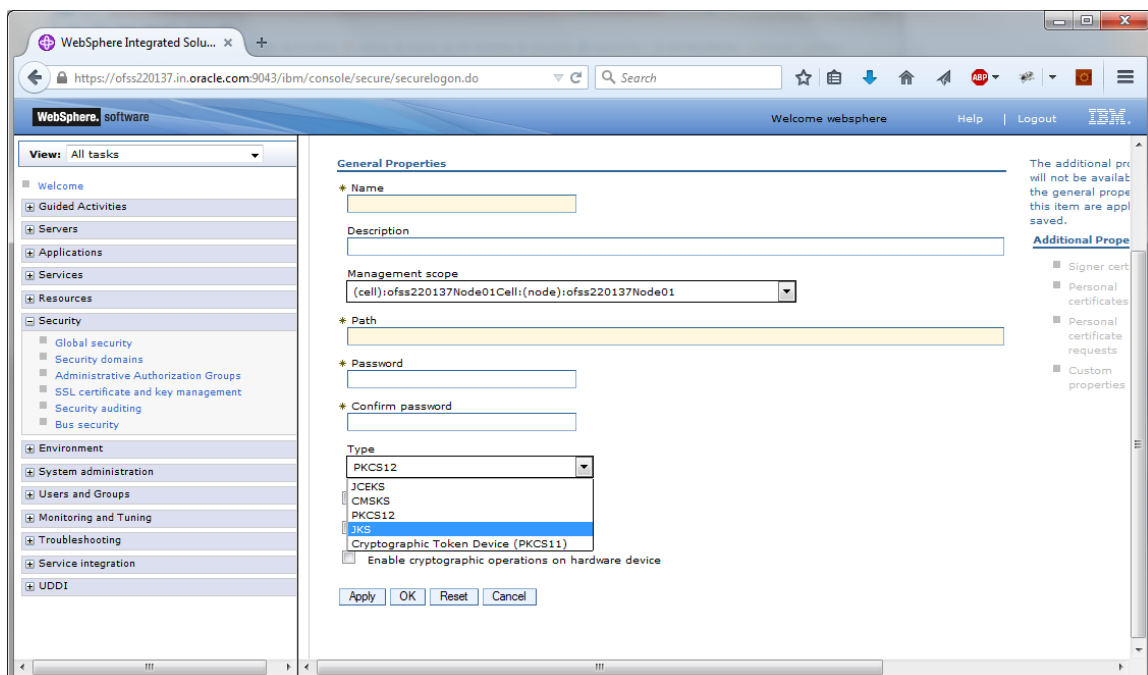 WebSphere Integrated Solu...
https://ofss220137.in.oracle.com:9043/ibm/console/secure/securelogon.do
Search
ABP
WebSphere. software
Welcome websphere
Help | Logout
IBM.
View: All tasks
Welcome
Guided Activities
Servers
Applications
Services
Resources
Security
Global security
Security domains
Administrative Authorization Groups
SSL certificate and key management
Security auditing
Bus security
Environment
System administration
Users and Groups
Monitoring and Tuning
Troubleshooting
Service integration
UDDI
General Properties
* Name
Description
Management scope
(cell):ofss220137Node01Cell:(node):ofss220137Node01
* Path
* Password
* Confirm password
Type
PKCS12
JCEKS
CMSKS
PKCS12
JKS
Cryptographic Token Device (PKCS11)
Enable cryptographic operations on hardware device
Apply OK Reset Cancel
The additional pro
will not be availab
the general prope
this item are appl
saved.
Additional Prope
Signer cert
Personal
certificates
Personal
certificate
requests
Custom
properties